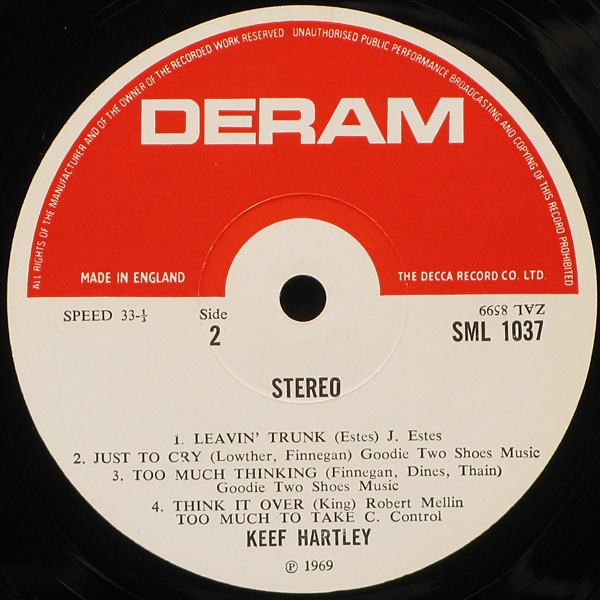 ALL RIGHTS OF THE MANUFACTURER AND OF THE OWNER OF THE RECORDED WORK RESERVED UNAUTHORISED PUBLIC PERFORMANCE BROADCASTING AND COPYING OF THIS RECORD PROHIBITED
DERAM
MADE IN ENGLAND
THE DECCA RECORD CO. LTD.
SPEED 33-⅓
Side
2
ZAL 8599
SML 1037
STEREO
1. LEAVIN' TRUNK (Estes) J. Estes
2. JUST TO CRY (Lowther, Finnegan) Goodie Two Shoes Music
3. TOO MUCH THINKING (Finnegan, Dines, Thain)
Goodie Two Shoes Music
4. THINK IT OVER (King) Robert Mellin
TOO MUCH TO TAKE C. Control
KEEF HARTLEY
℗ 1969